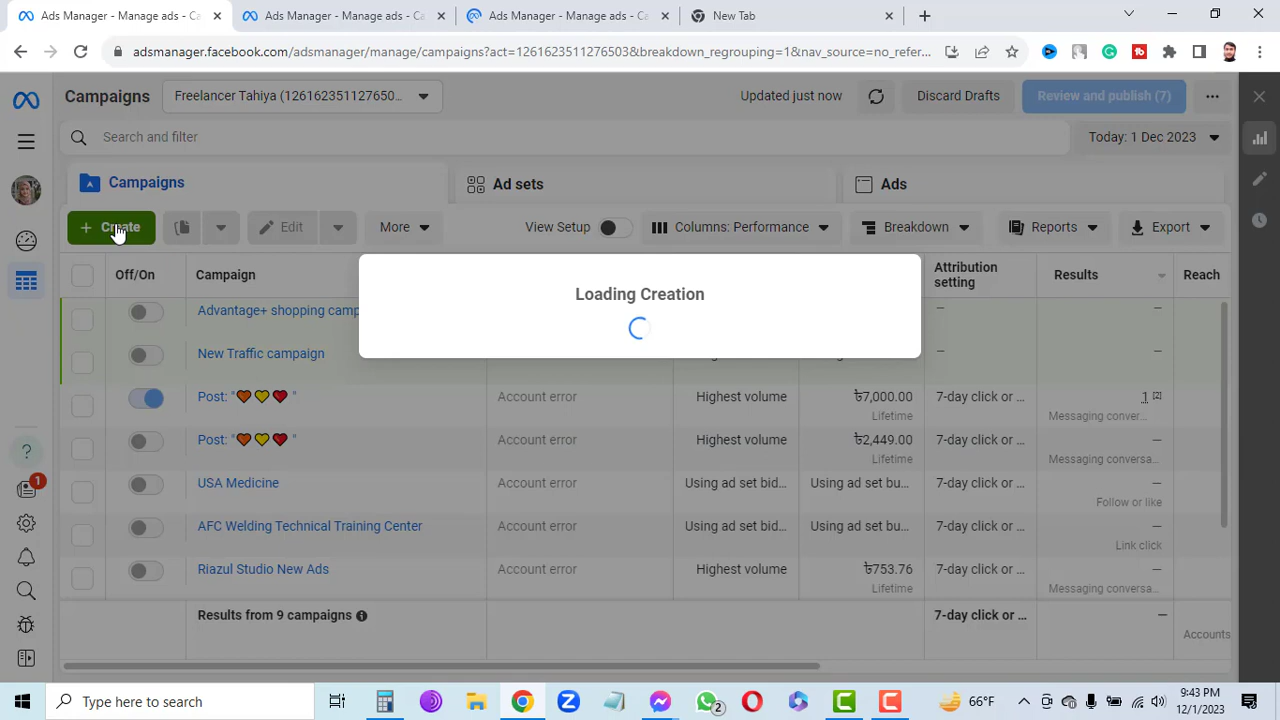 Ads Manager - Manage ads - Ca
Ads Manager - Manage ads - Ca
Ads Manager - Manage ads - Ca
New Tab
adsmanager.facebook.com/adsmanager/manage/campaigns?act=1261623511276503&breakdown_regrouping=1&nav_source=no_refer...
Campaigns
Freelancer Tahiya (126162351127650...
Updated just now
Discard Drafts
Review and publish (7)
Search and filter
Today: 1 Dec 2023
Campaigns
Ad sets
Ads
+ Create
Edit
More
View Setup
Columns: Performance
Breakdown
Reports
Export
Off/On
Campaign
Attribution setting
Results
Reach
Loading Creation
Advantage+ shopping camp
—
—
New Traffic campaign
—
—
Post: "🧡💛❤️ "
Account error
Highest volume
৳7,000.00
Lifetime
7-day click or ...
1 [2]
Messaging conver...
Post: "🧡💛❤️ "
Account error
Highest volume
৳2,449.00
Lifetime
7-day click or ...
—
Messaging conversa...
USA Medicine
Account error
Using ad set bid...
Using ad set bu...
7-day click or ...
—
Follow or like
AFC Welding Technical Training Center
Account error
Using ad set bid...
Using ad set bu...
7-day click or ...
—
Link click
Riazul Studio New Ads
Account error
Highest volume
৳753.76
Lifetime
7-day click or ...
—
Messaging conversa...
Results from 9 campaigns
7-day click or ...
—
Accounts
1
Type here to search
2
66°F
9:43 PM
12/1/2023